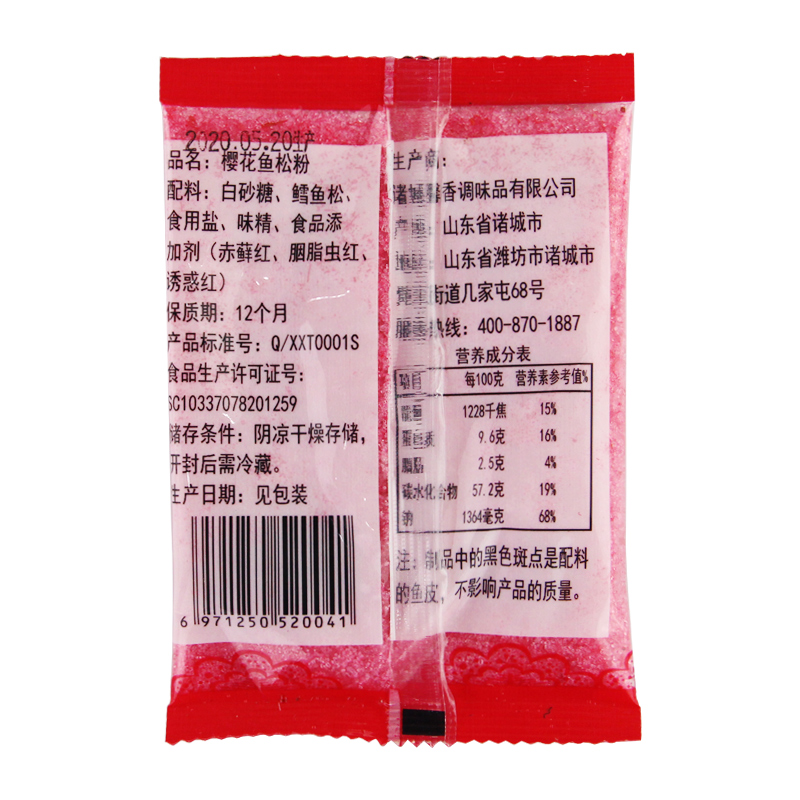 2020.05.20生产
品名：樱花鱼松粉
配料：白砂糖、鳕鱼松、
食用盐、味精、食品添
加剂（赤藓红、胭脂虫红、
诱惑红）
保质期：12个月
产品标准号：Q/XXT0001S
食品生产许可证号：
SC10337078201259
储存条件：阴凉干燥存储，
开封后需冷藏。
生产日期：见包装
6 971250 520041
生产商：
诸城 香调味品有限公司
产地：山东省诸城市
地址：山东省潍坊市诸城市
街道几家屯68号
服务热线：400-870-1887
营养成分表
项目 每100克 营养素参考值%
能量 1228千焦 15%
蛋白质 9.6克 16%
脂肪 2.5克 4%
碳水化合物 57.2克 19%
钠 1364毫克 68%
注：制品中的黑色斑点是配料
的鱼皮，不影响产品的质量。